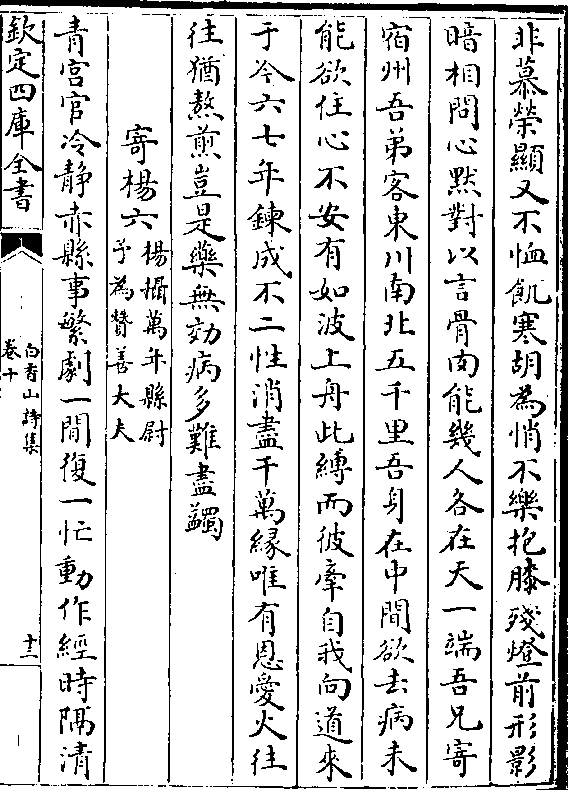 非慕榮顯又不恤飢寒胡為悄不樂抱膝殘燈前形影
暗相問心黙對以言骨肉能幾人各在天一端吾兄寄
宿州吾弟客東川南北五千里吾身在中間欲去病未
能欲住心不安有如波上舟此縛而彼牽自我向道來
于今六七年鍊成不二性消盡千萬縁唯有恩愛火往
往猶熬煎豈是藥無効病多難盡蠲
寄楊六楊攝萬年縣尉
予為贊善大夫
青宫官冷静赤縣事繁劇一間復一忙動作經時隔清
欽定四庫全書
白香山詩集
卷十
十二